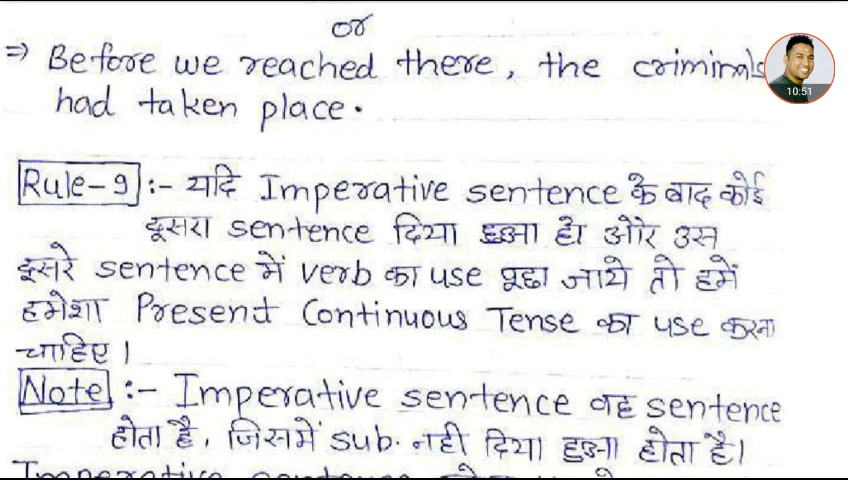 or
⇒ Before we reached there, the criminals
had taken place.
10:51
Rule-9 :- यदि Imperative sentence के बाद कोई
दूसरा sentence दिया हुआ हो और उस
दूसरे sentence में verb का use पूछा जाये तो हमें
हमेशा Present Continuous Tense का use करना
चाहिए।
Note :- Imperative sentence वह sentence
होता है, जिसमें sub. नही दिया हुआ होता है।
Imperative sentence